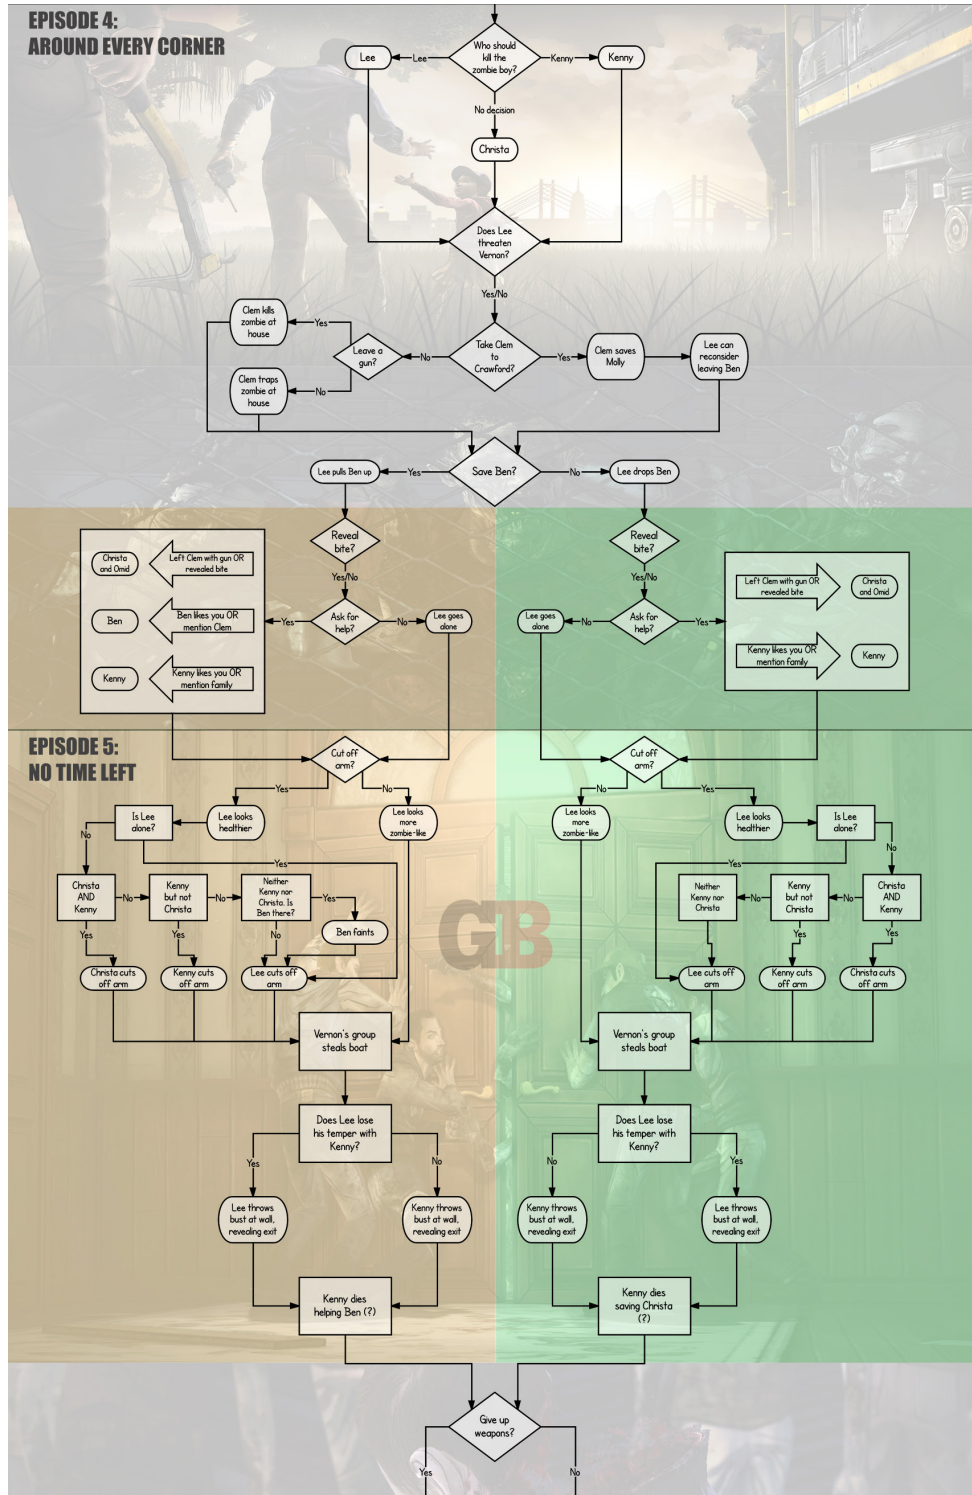 EPISODE 4:
AROUND EVERY CORNER
Who should
kill the
zombie boy?
Lee
Lee
Kenny
Kenny
No decision
Christa
Does Lee
threaten
Vernon?
Yes/No
Take Clem
to
Crawford?
No
Leave a
gun?
Yes
Clem kills
zombie at
house
No
Clem traps
zombie at
house
Yes
Clem saves
Molly
Lee can
reconsider
leaving Ben
Save Ben?
Yes
Lee pulls Ben up
No
Lee drops Ben
Reveal
bite?
Yes/No
Ask for
help?
Yes
No
Lee goes
alone
Christa
and Omid
Left Clem with gun OR
revealed bite
Ben
Ben likes you OR
mention Clem
Kenny
Kenny likes you OR
mention family
Reveal
bite?
Yes/No
Ask for
help?
No
Lee goes
alone
Yes
Left Clem with gun OR
revealed bite
Christa
and Omid
Kenny likes you OR
mention family
Kenny
EPISODE 5:
NO TIME LEFT
Cut off
arm?
Yes
No
Is Lee
alone?
Lee looks
healthier
Lee looks
more
zombie-like
No
Yes
Christa
AND
Kenny
No
Kenny
but not
Christa
No
Neither
Kenny nor
Christa. Is
Ben there?
Yes
Ben faints
Yes
Yes
No
Christa cuts
off arm
Kenny cuts
off arm
Lee cuts off
arm
Vernon's group
steals boat
Does Lee lose
his temper with
Kenny?
Yes
No
Lee throws
bust at wall,
revealing exit
Kenny throws
bust at wall,
revealing exit
Kenny dies
helping Ben (?)
Cut off
arm?
No
Yes
Lee looks
more
zombie-like
Lee looks
healthier
Is Lee
alone?
Yes
No
Neither
Kenny nor
Christa
No
Kenny
but not
Christa
No
Christa
AND
Kenny
Yes
Yes
Lee cuts off
arm
Kenny cuts
off arm
Christa cuts
off arm
Vernon's group
steals boat
Does Lee lose
his temper with
Kenny?
No
Yes
Kenny throws
bust at wall,
revealing exit
Lee throws
bust at wall,
revealing exit
Kenny dies
saving Christa
(?)
GB
Give up
weapons?
Yes
No